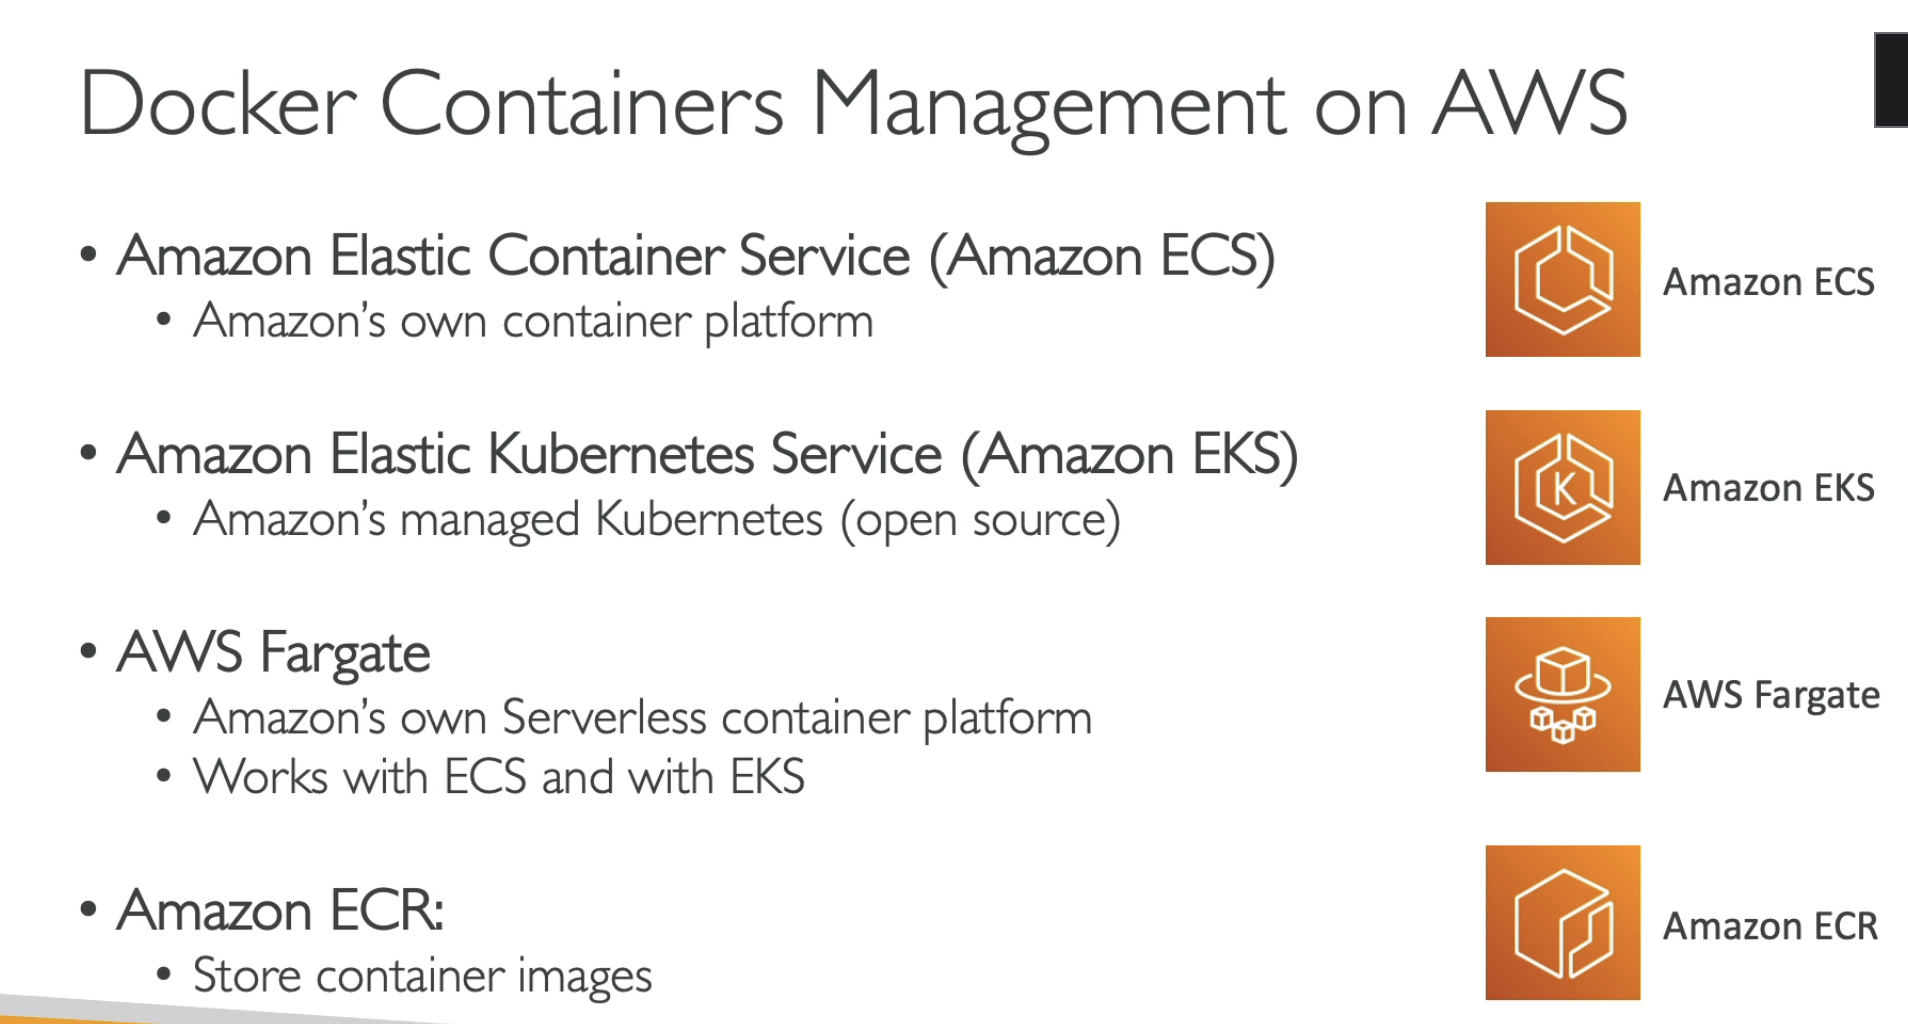 Docker Containers Management on AWS
• Amazon Elastic Container Service (Amazon ECS)
• Amazon’s own container platform
Amazon ECS
• Amazon Elastic Kubernetes Service (Amazon EKS)
• Amazon’s managed Kubernetes (open source)
K
Amazon EKS
• AWS Fargate
• Amazon’s own Serverless container platform
• Works with ECS and with EKS
AWS Fargate
• Amazon ECR:
• Store container images
Amazon ECR